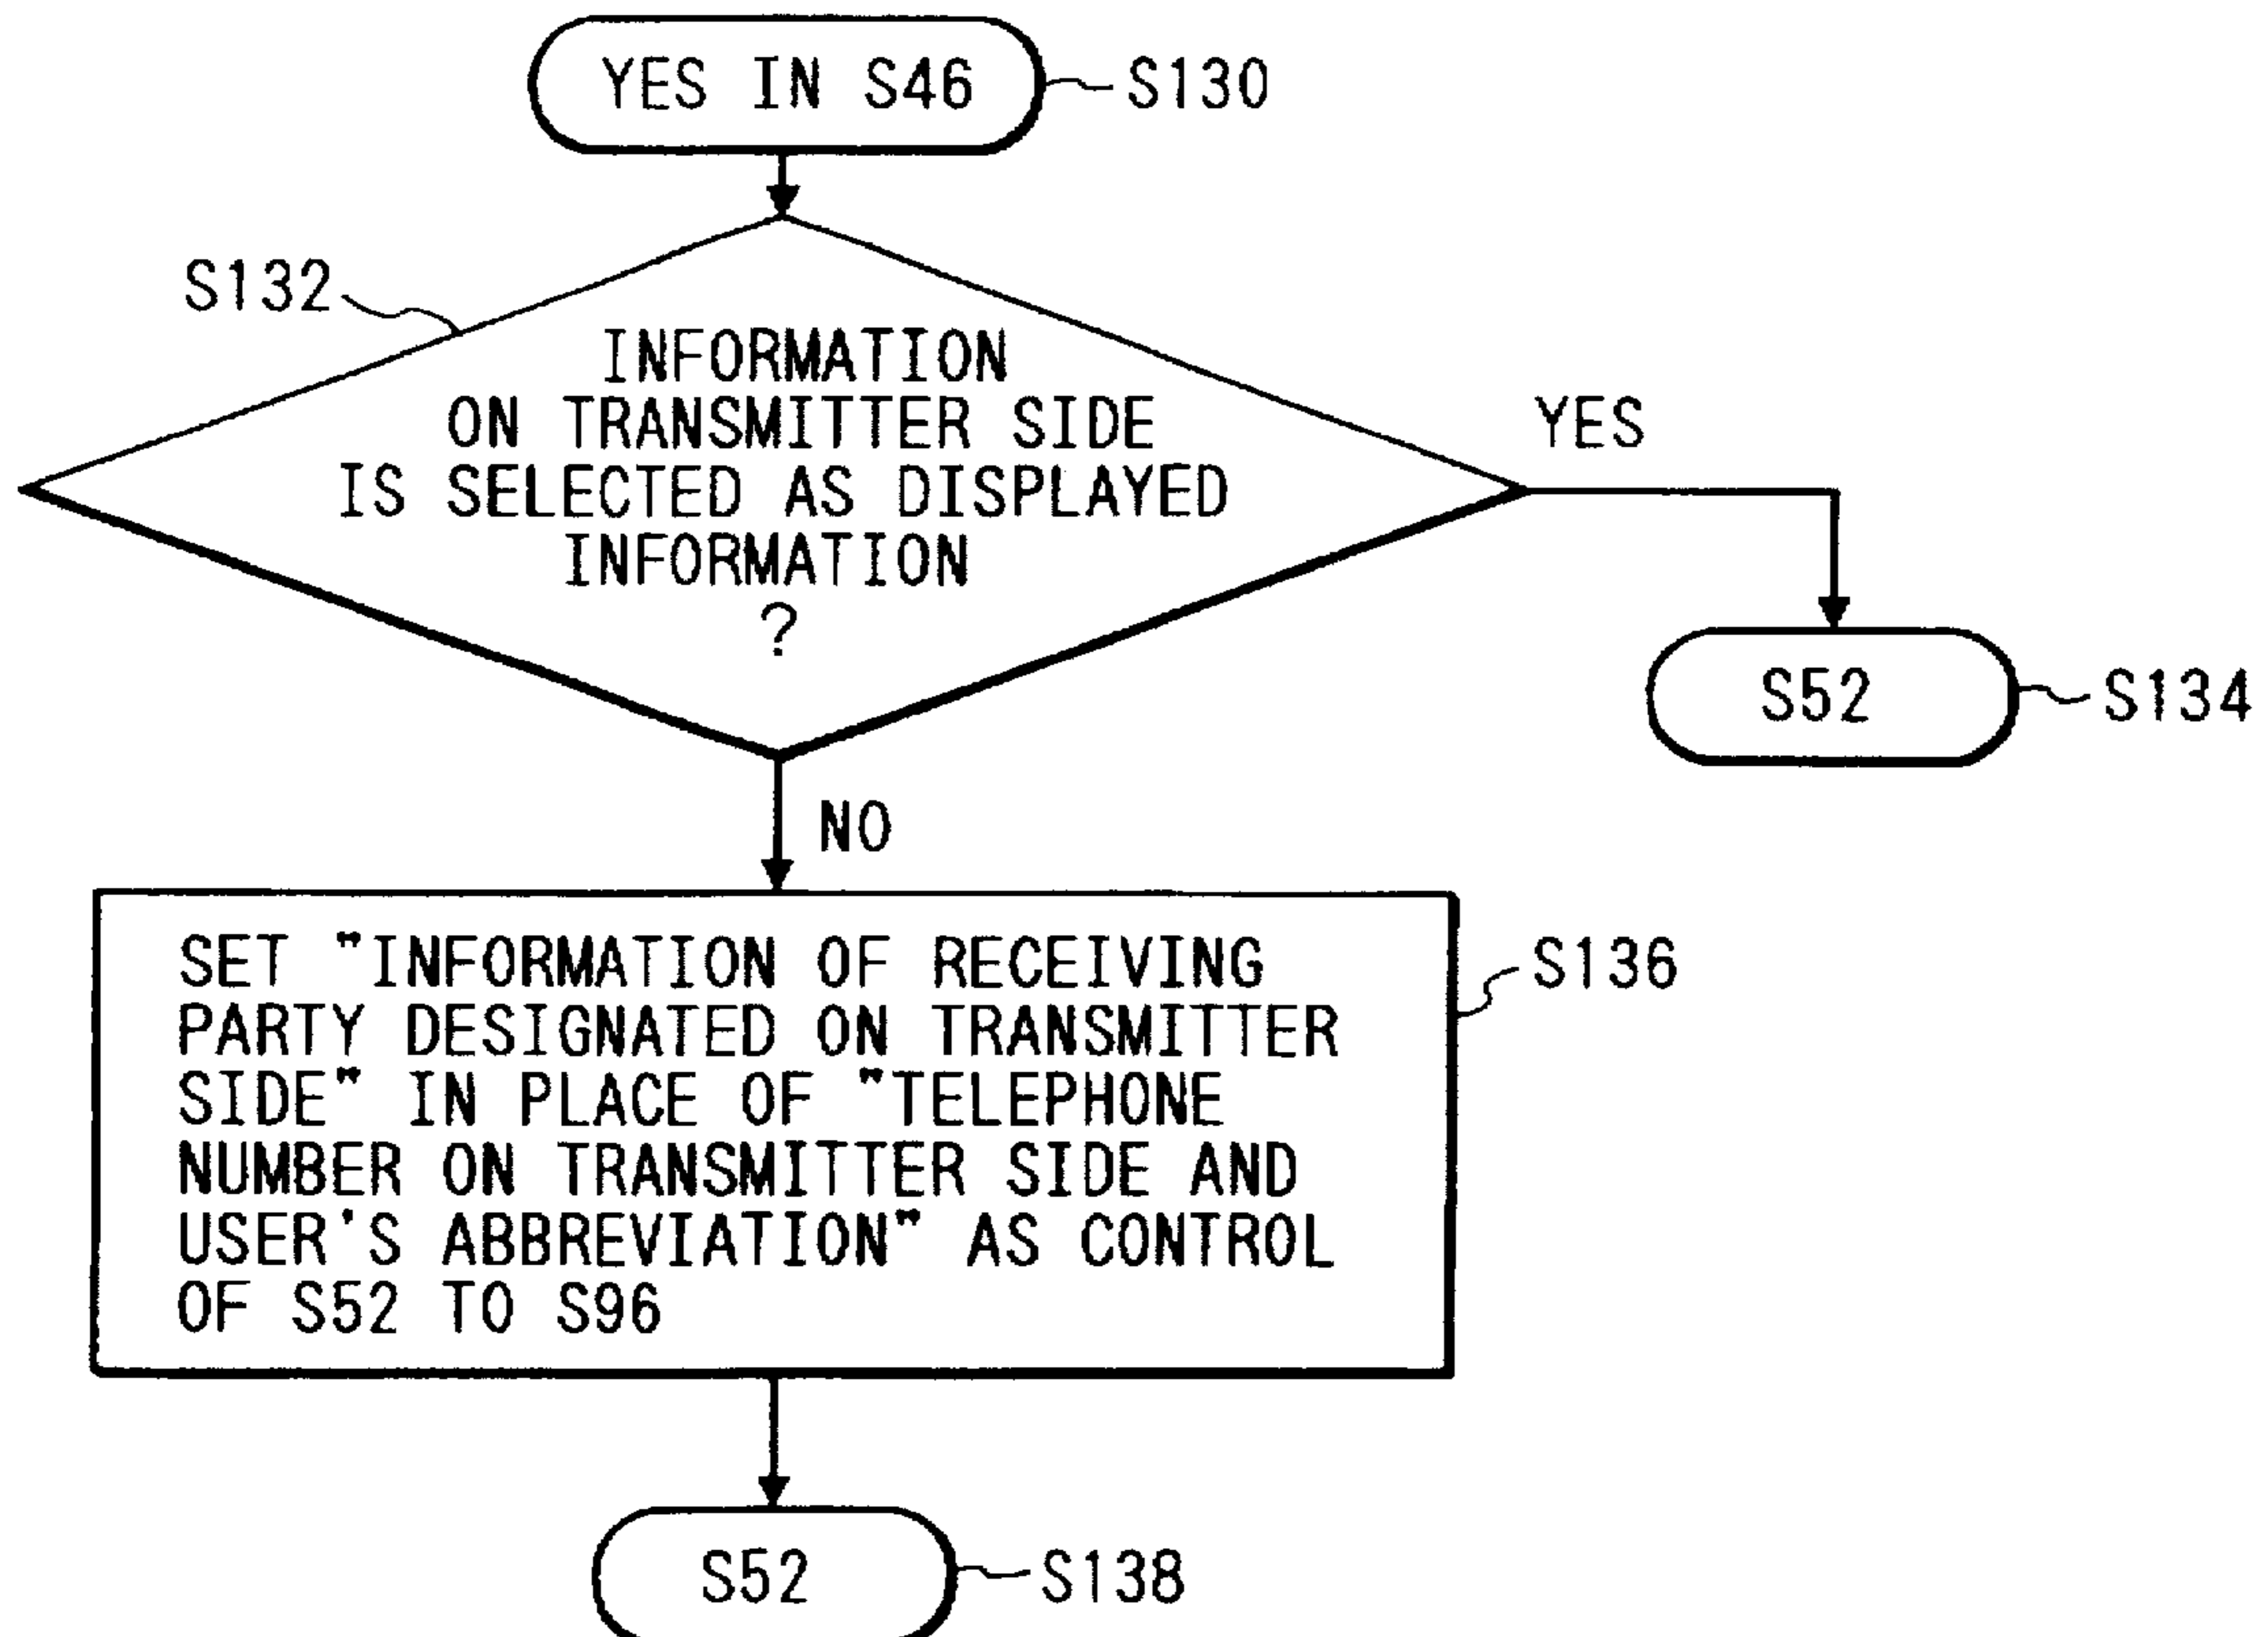 YES IN S46
S130
S132
INFORMATION
ON TRANSMITTER SIDE
IS SELECTED AS DISPLAYED
INFORMATION
?
YES
S52
S134
NO
SET "INFORMATION OF RECEIVING
PARTY DESIGNATED ON TRANSMITTER
SIDE" IN PLACE OF "TELEPHONE
NUMBER ON TRANSMITTER SIDE AND
USER'S ABBREVIATION" AS CONTROL
OF S52 TO S96
S136
S52
S138